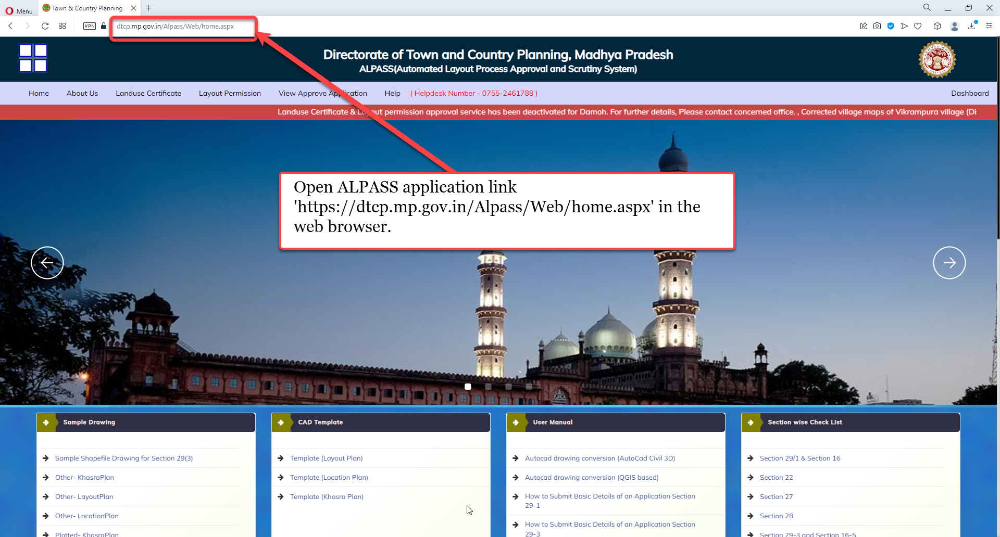 Menu
Town & Country Planning,
VPN
dtcp.mp.gov.in/Alpass/Web/home.aspx
Directorate of Town and Country Planning, Madhya Pradesh
ALPASS(Automated Layout Process Approval and Scrutiny System)
Home About Us Landuse Certificate Layout Permission View Approve Application Help ( Helpdesk Number - 0755-2461788 ) Dashboard
Landuse Certificate & Layout permission approval service has been deactivated for Damoh. For further details, Please contact concerned office. , Corrected village maps of Vikrampura village (Di
Open ALPASS application link
'https://dtcp.mp.gov.in/Alpass/Web/home.aspx' in the
web browser.
Sample Drawing
Sample Shapefile Drawing for Section 29(3)
Other- KhasraPlan
Other- LayoutPlan
Other- LocationPlan
Plotted- KhasraPlan
CAD Template
Template (Layout Plan)
Template (Location Plan)
Template (Khasra Plan)
User Manual
Autocad drawing conversion (AutoCad Civil 3D)
Autocad drawing conversion (QGIS based)
How to Submit Basic Details of an Application Section
29-1
How to Submit Basic Details of an Application Section
29-3
Section wise Check List
Section 29/1 & Section 16
Section 22
Section 27
Section 28
Section 29-3 and Section 16-5